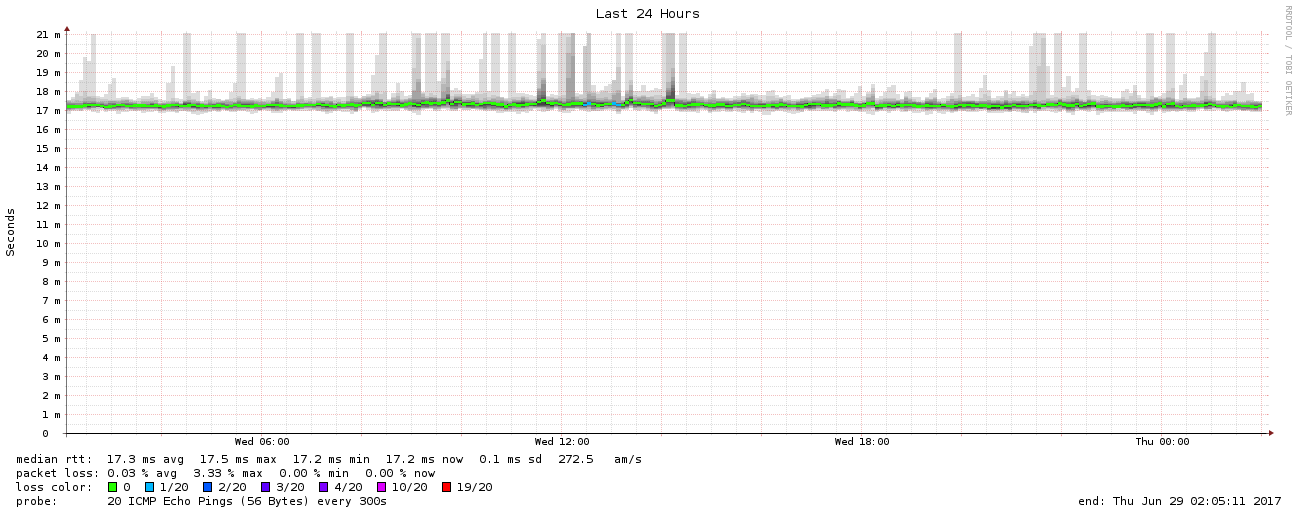 Last 24 Hours
RRDTOOL / TOBI OETIKER
Seconds
21 m
20 m
19 m
18 m
17 m
16 m
15 m
14 m
13 m
12 m
11 m
10 m
9 m
8 m
7 m
6 m
5 m
4 m
3 m
2 m
1 m
0
Wed 06:00 Wed 12:00 Wed 18:00 Thu 00:00
median rtt: 17.3 ms avg 17.5 ms max 17.2 ms min 17.2 ms now 0.1 ms sd 272.5 am/s
packet loss: 0.03 % avg 3.33 % max 0.00 % min 0.00 % now
loss color: 0 1/20 2/20 3/20 4/20 10/20 19/20
probe: 20 ICMP Echo Pings (56 Bytes) every 300s end: Thu Jun 29 02:05:11 2017